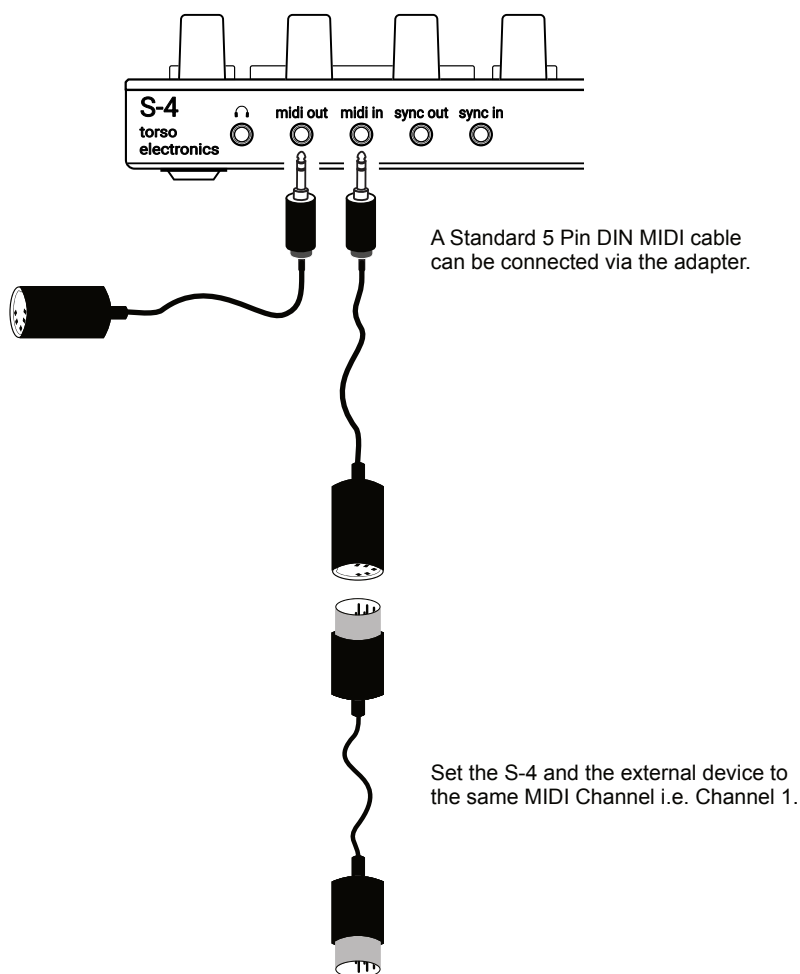 S-4
torso
electronics
midi out midi in sync out sync in
A Standard 5 Pin DIN MIDI cable
can be connected via the adapter.
Set the S-4 and the external device to
the same MIDI Channel i.e. Channel 1.